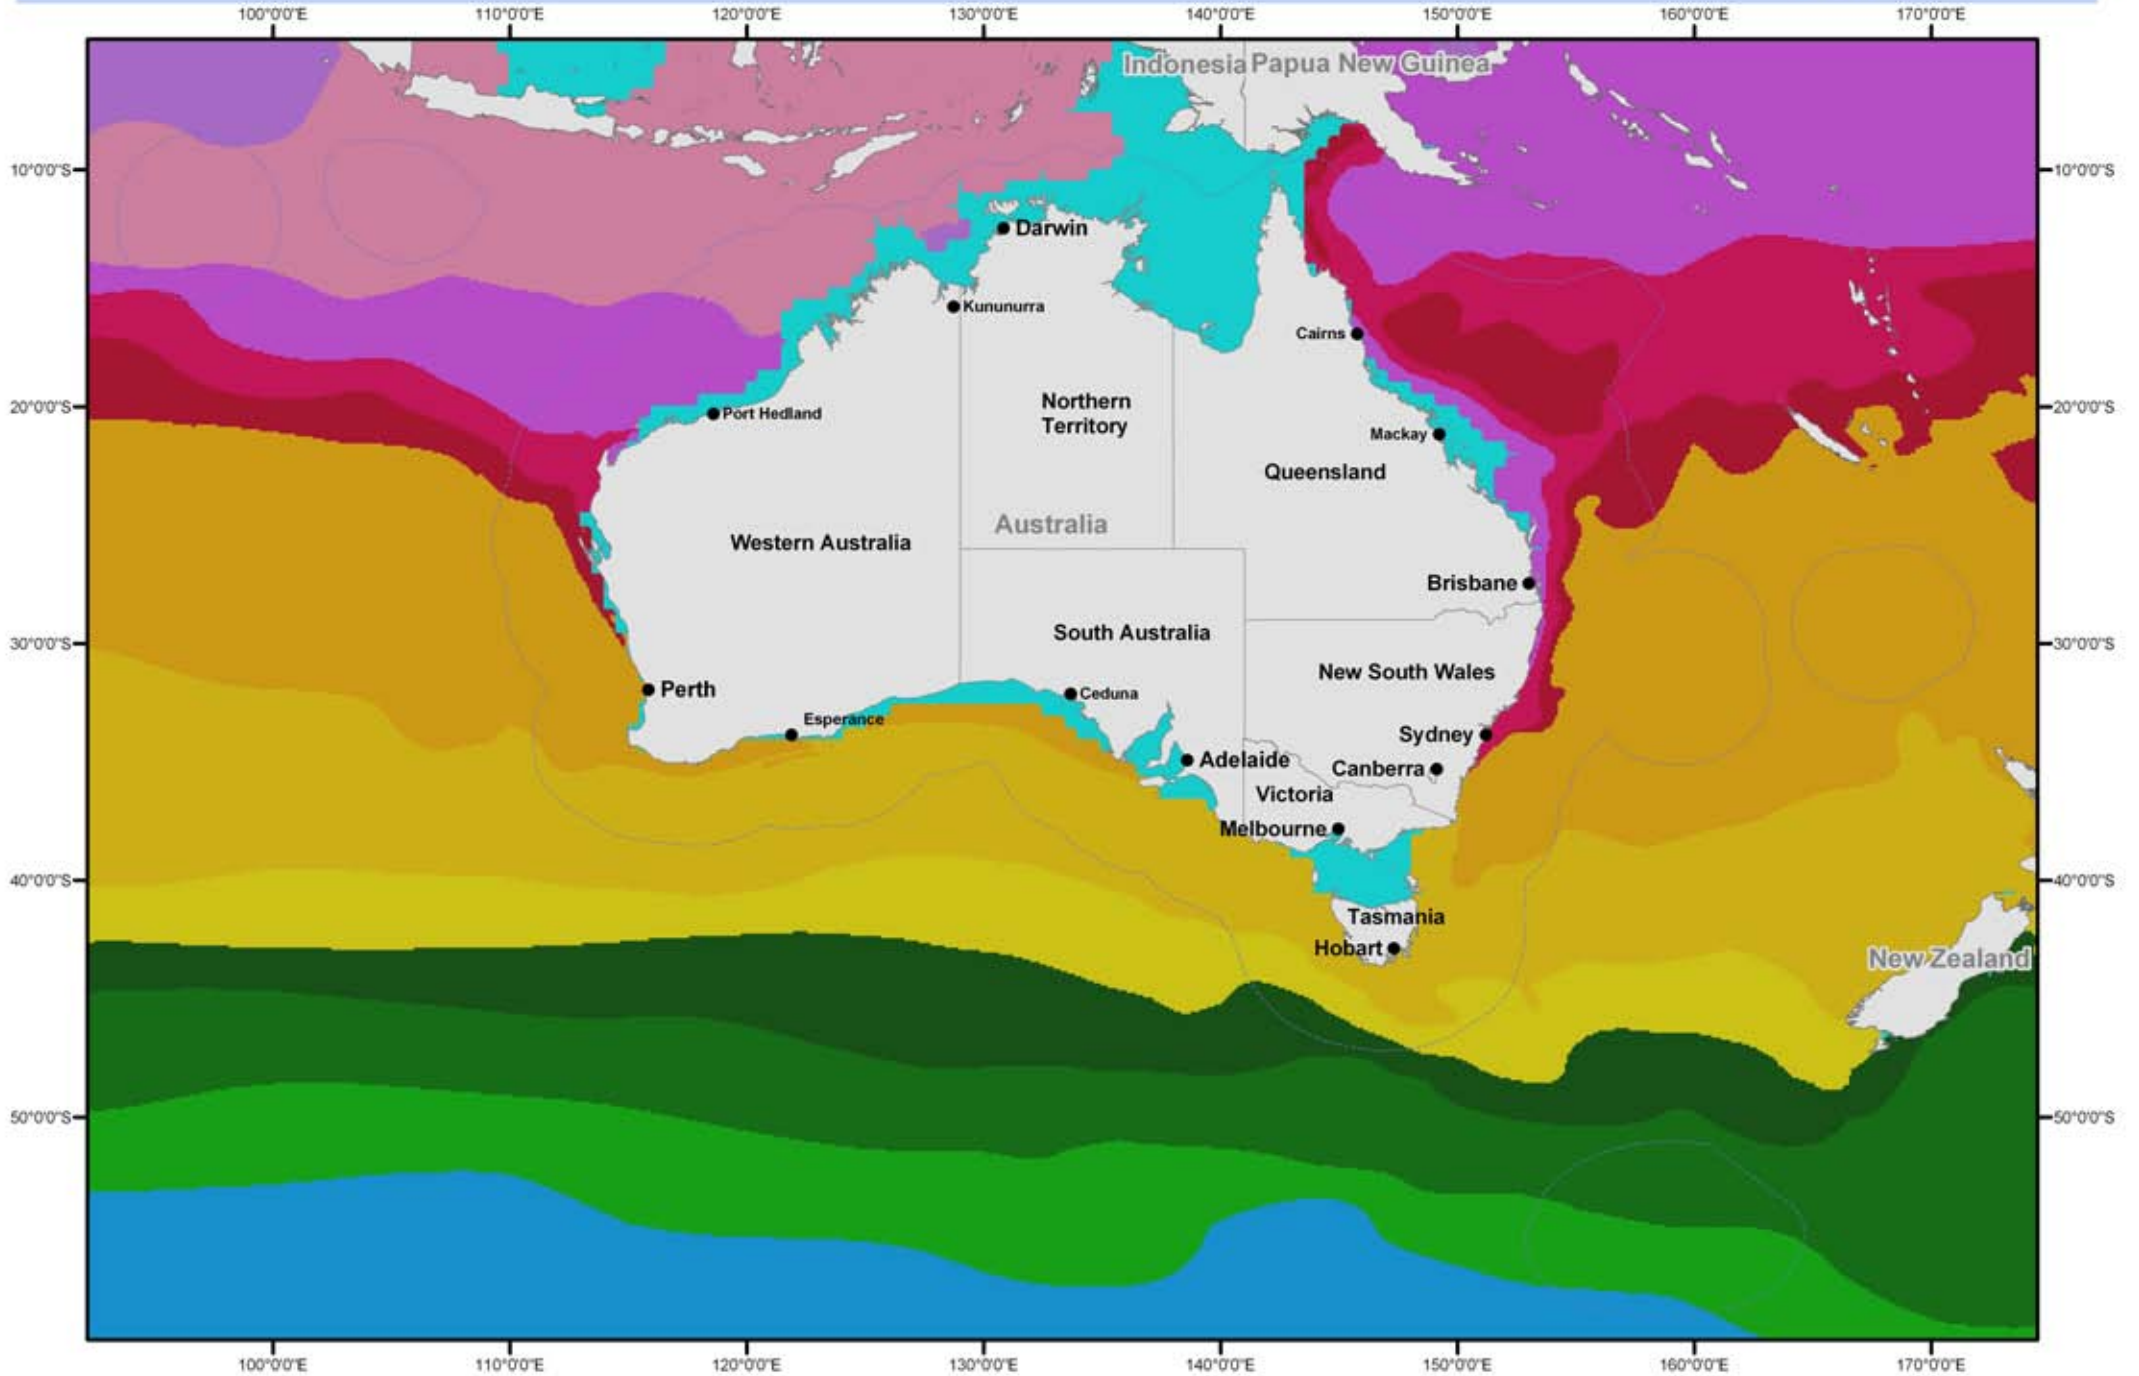 100°0'0"E 110°0'0"E 120°0'0"E 130°0'0"E 140°0'0"E 150°0'0"E 160°0'0"E 170°0'0"E
Indonesia Papua New Guinea
10°0'0"S 10°0'0"S
Darwin
Kununurra
Cairns
Northern
Territory
20°0'0"S 20°0'0"S
Port Hedland
Mackay
Queensland
Australia
Western Australia
Brisbane
South Australia
30°0'0"S 30°0'0"S
New South Wales
Perth
Ceduna
Esperance
Sydney
Adelaide
Canberra
Victoria
Melbourne
40°0'0"S 40°0'0"S
Tasmania
Hobart
New Zealand
50°0'0"S 50°0'0"S
100°0'0"E 110°0'0"E 120°0'0"E 130°0'0"E 140°0'0"E 150°0'0"E 160°0'0"E 170°0'0"E